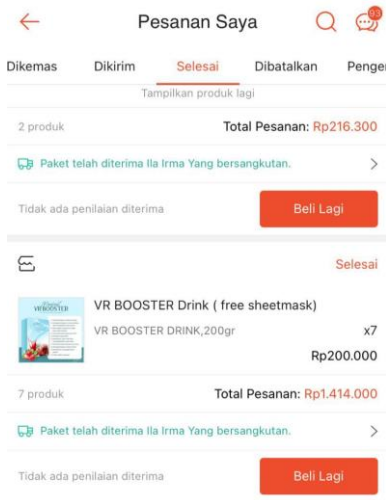 Pesanan Saya
93
Dikemas Dikirim Selesai Dibatalkan Penge
Tampilkan produk lagi
2 produk Total Pesanan: Rp216.300
Paket telah diterima Ila Irma Yang bersangkutan.
Tidak ada penilaian diterima Beli Lagi
Selesai
VR BOOSTER Drink ( free sheetmask)
VR BOOSTER DRINK,200gr x7
Rp200.000
7 produk Total Pesanan: Rp1.414.000
Paket telah diterima Ila Irma Yang bersangkutan.
Tidak ada penilaian diterima Beli Lagi